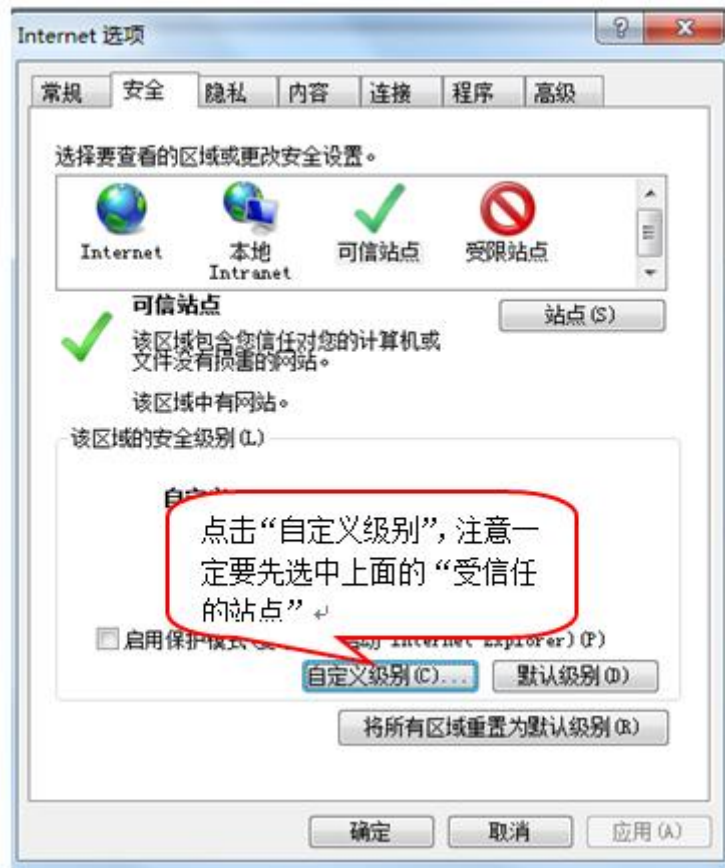 Internet 选项
常规 安全 隐私 内容 连接 程序 高级
选择要查看的区域或更改安全设置。
Internet 本地 可信站点 受限站点
Intranet
可信站点
站点(S)
该区域包含您信任对您的计算机或
文件没有损害的网站。
该区域中有网站。
该区域的安全级别(L)
自定义
点击“自定义级别”,注意一
定要先选中上面的“受信任
的站点”
启用保护模式(要 启动 Internet Explorer)(P)
自定义级别(C)... 默认级别(D)
将所有区域重置为默认级别(R)
确定 取消 应用(A)